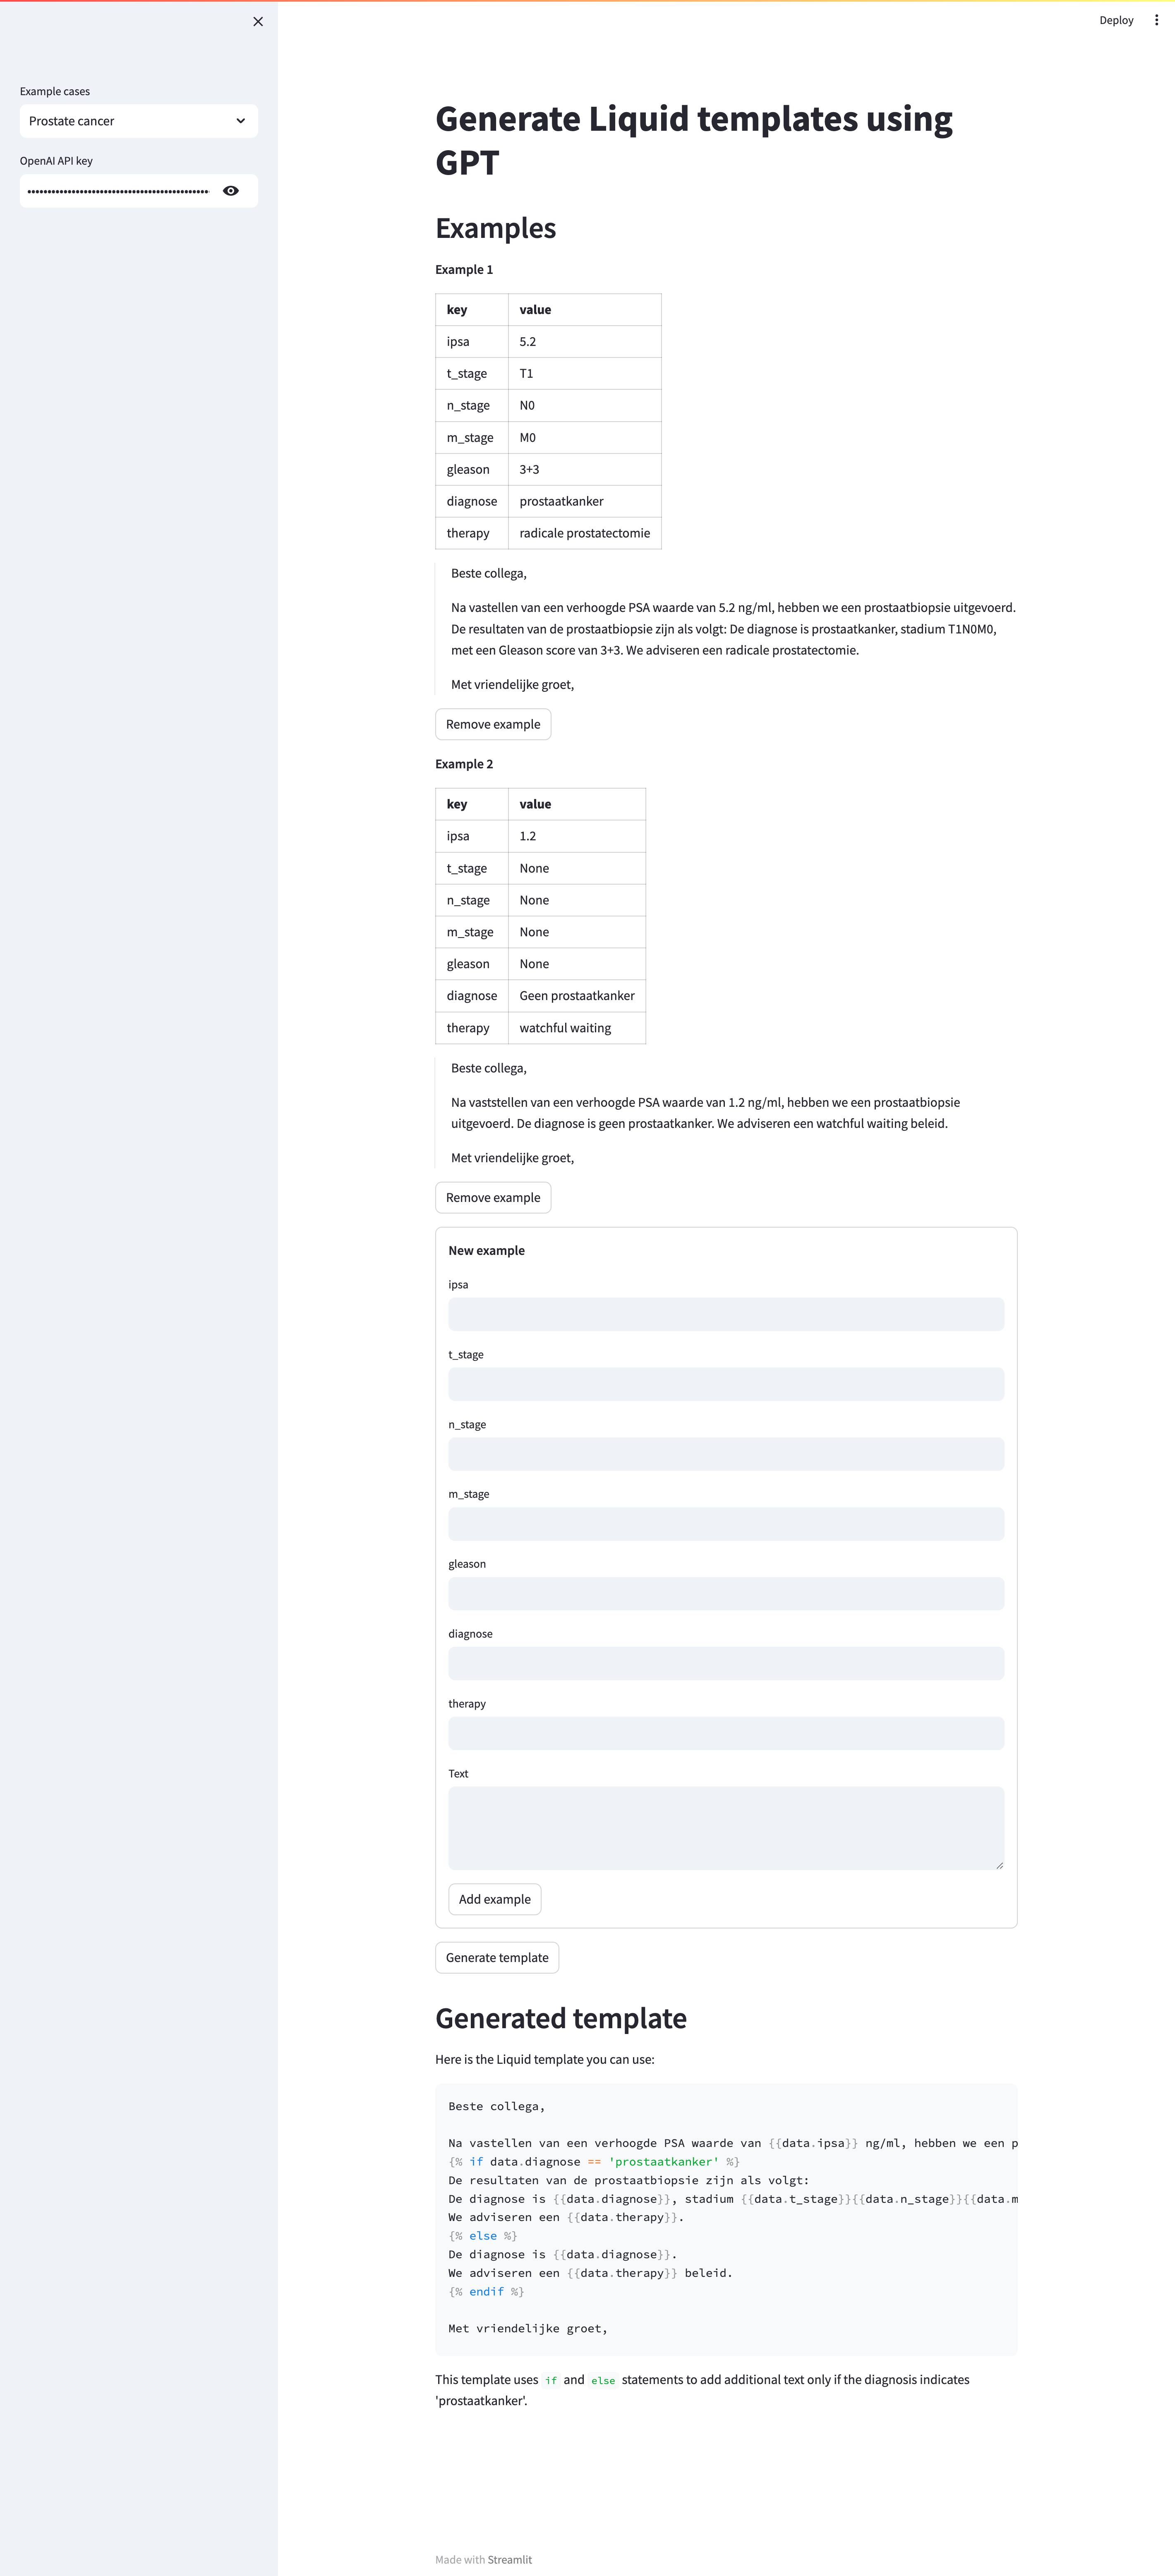 Deploy
Example cases
Prostate cancer
OpenAI API key
Generate Liquid templates using
GPT
Examples
Example 1
key value
ipsa 5.2
t_stage T1
n_stage N0
m_stage M0
gleason 3+3
diagnose prostaatkanker
therapy radicale prostatectomie
Beste collega,
Na vastellen van een verhoogde PSA waarde van 5.2 ng/ml, hebben we een prostaatbiopsie uitgevoerd.
De resultaten van de prostaatbiopsie zijn als volgt: De diagnose is prostaatkanker, stadium T1N0M0,
met een Gleason score van 3+3. We adviseren een radicale prostatectomie.
Met vriendelijke groet,
Remove example
Example 2
key value
ipsa 1.2
t_stage None
n_stage None
m_stage None
gleason None
diagnose Geen prostaatkanker
therapy watchful waiting
Beste collega,
Na vaststellen van een verhoogde PSA waarde van 1.2 ng/ml, hebben we een prostaatbiopsie
uitgevoerd. De diagnose is geen prostaatkanker. We adviseren een watchful waiting beleid.
Met vriendelijke groet,
Remove example
New example
ipsa
t_stage
n_stage
m_stage
gleason
diagnose
therapy
Text
Add example
Generate template
Generated template
Here is the Liquid template you can use:
Beste collega,
Na vastellen van een verhoogde PSA waarde van {{data.ipsa}} ng/ml, hebben we een p
{% if data.diagnose == 'prostaatkanker' %}
De resultaten van de prostaatbiopsie zijn als volgt:
De diagnose is {{data.diagnose}}, stadium {{data.t_stage}}{{data.n_stage}}{{data.m
We adviseren een {{data.therapy}}.
{% else %}
De diagnose is {{data.diagnose}}.
We adviseren een {{data.therapy}} beleid.
{% endif %}
Met vriendelijke groet,
This template uses if and else statements to add additional text only if the diagnosis indicates
'prostaatkanker'.
Made with Streamlit